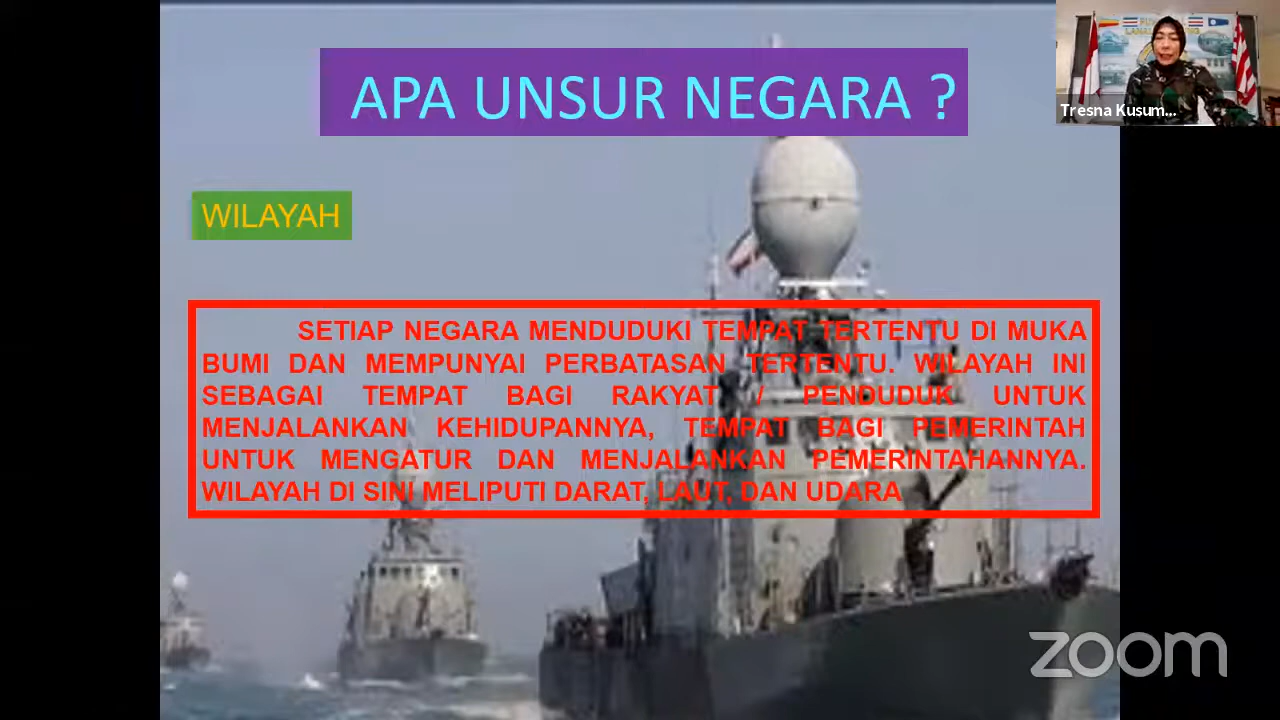 APA UNSUR NEGARA ?
Tresna Kusum...
WILAYAH
SETIAP NEGARA MENDUDUKI TEMPAT TERTENTU DI MUKA
BUMI DAN MEMPUNYAI PERBATASAN TERTENTU. WILAYAH INI
SEBAGAI TEMPAT BAGI RAKYAT / PENDUDUK UNTUK
MENJALANKAN KEHIDUPANNYA, TEMPAT BAGI PEMERINTAH
UNTUK MENGATUR DAN MENJALANKAN PEMERINTAHANNYA.
WILAYAH DI SINI MELIPUTI DARAT, LAUT, DAN UDARA
zoom